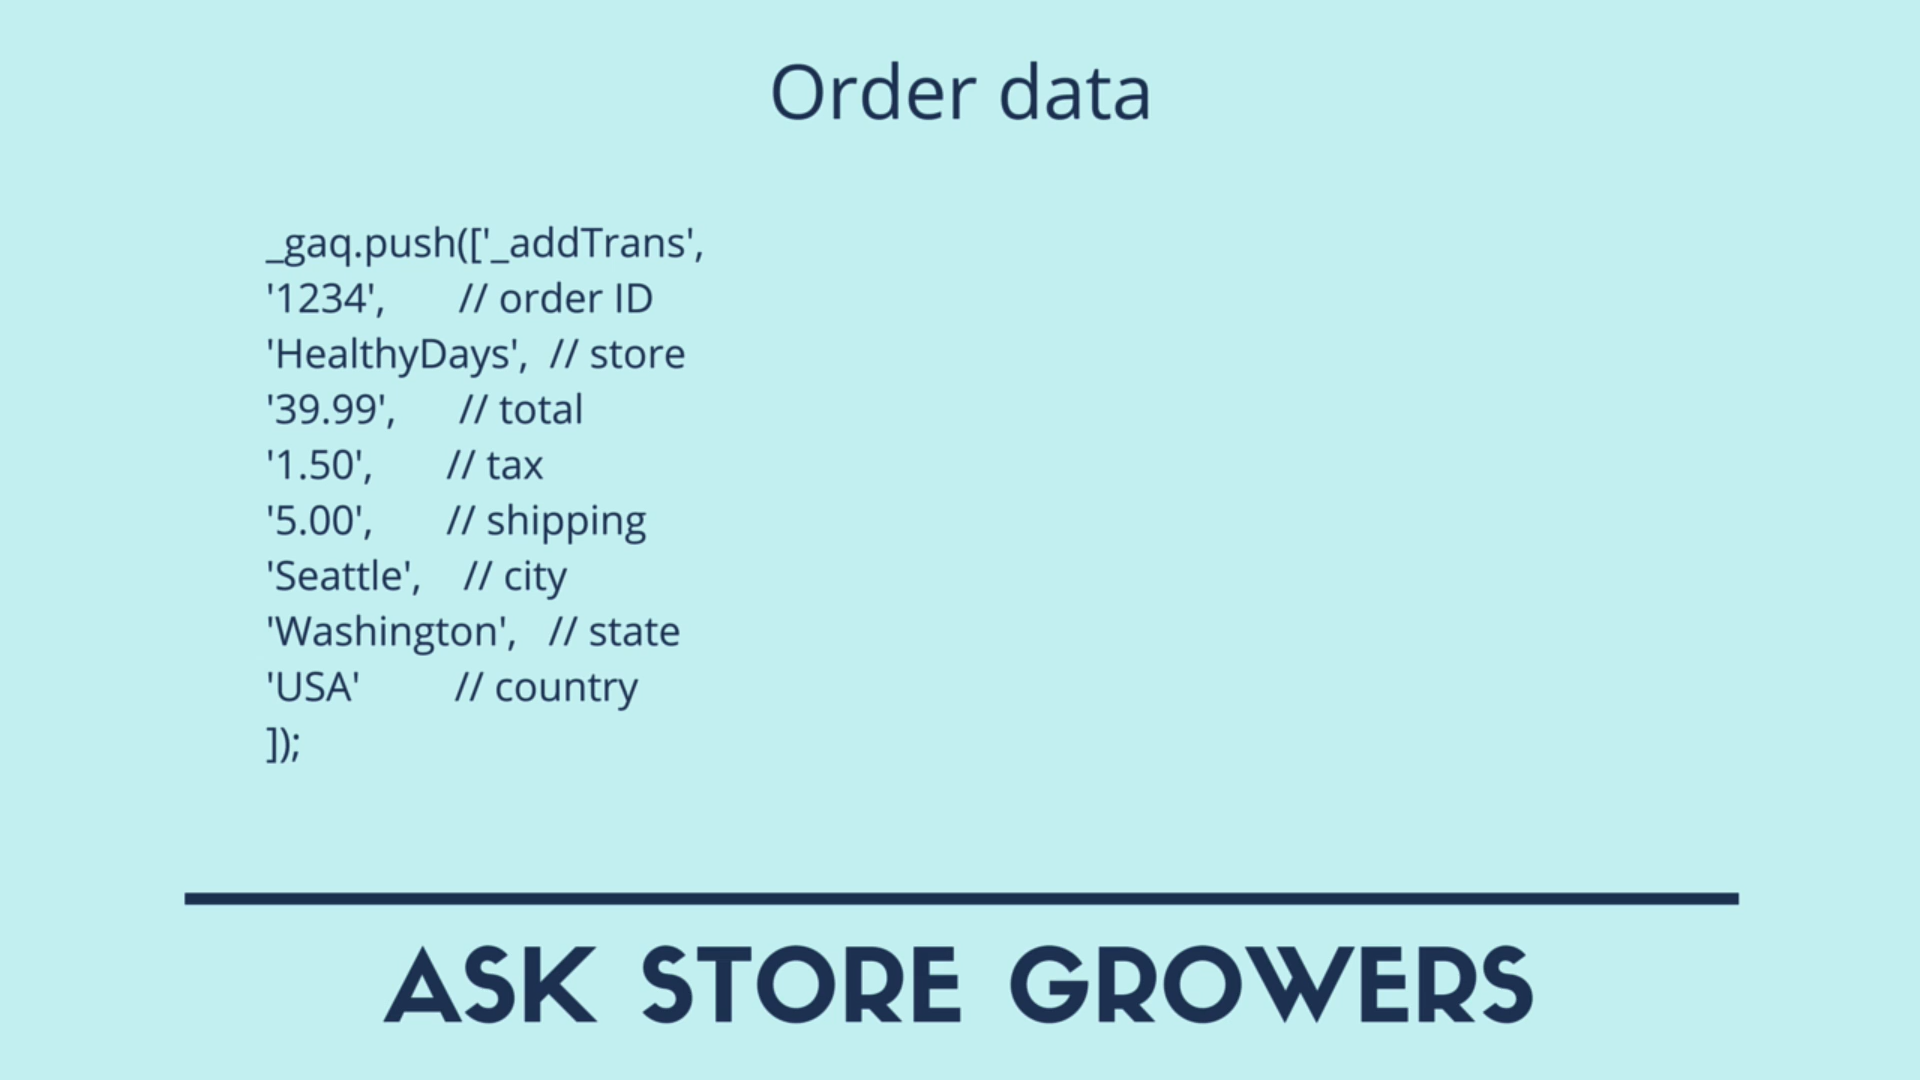 Order data
_gaq.push(['_addTrans',
'1234',       // order ID
'HealthyDays',  // store
'39.99',      // total
'1.50',       // tax
'5.00',       // shipping
'Seattle',    // city
'Washington',   // state
'USA'         // country
]);
ASK STORE GROWERS